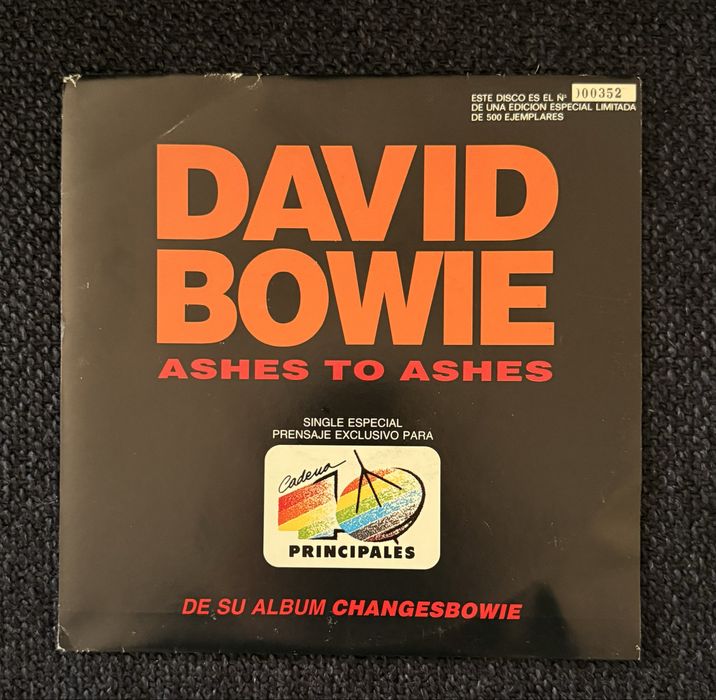 ESTE DISCO ES EL Nº 000352
DE UNA EDICION ESPECIAL LIMITADA
DE 500 EJEMPLARES
DAVID
BOWIE
ASHES TO ASHES
SINGLE ESPECIAL
PRENSAJE EXCLUSIVO PARA
Cadena
40
PRINCIPALES
DE SU ALBUM CHANGESBOWIE